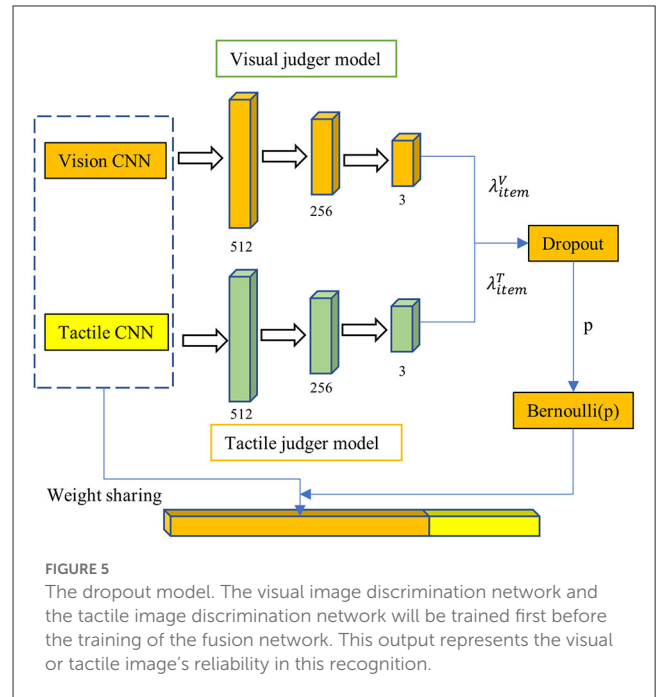 Visual judger model
Vision CNN
512
256
3
λ^V_item
Dropout
λ^T_item
Tactile CNN
512
256
3
p
Bernoulli(p)
Tactile judger model
Weight sharing
FIGURE 5
The dropout model. The visual image discrimination network and
the tactile image discrimination network will be trained first before
the training of the fusion network. This output represents the visual
or tactile image's reliability in this recognition.